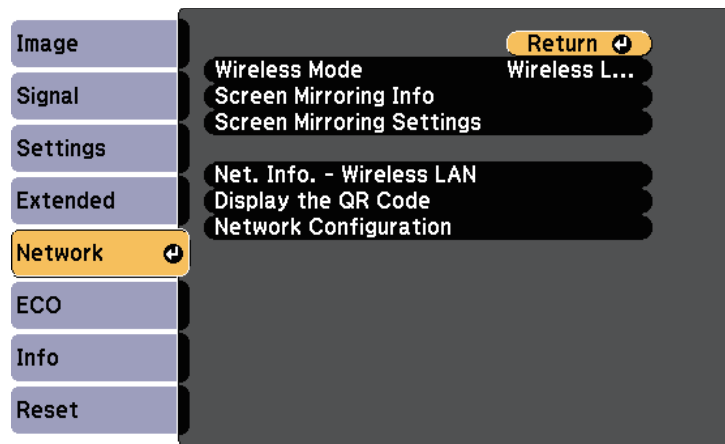 Image
Signal
Settings
Extended
Network
ECO
Info
Reset
Return
Wireless Mode Wireless L...
Screen Mirroring Info
Screen Mirroring Settings
Net. Info. - Wireless LAN
Display the QR Code
Network Configuration